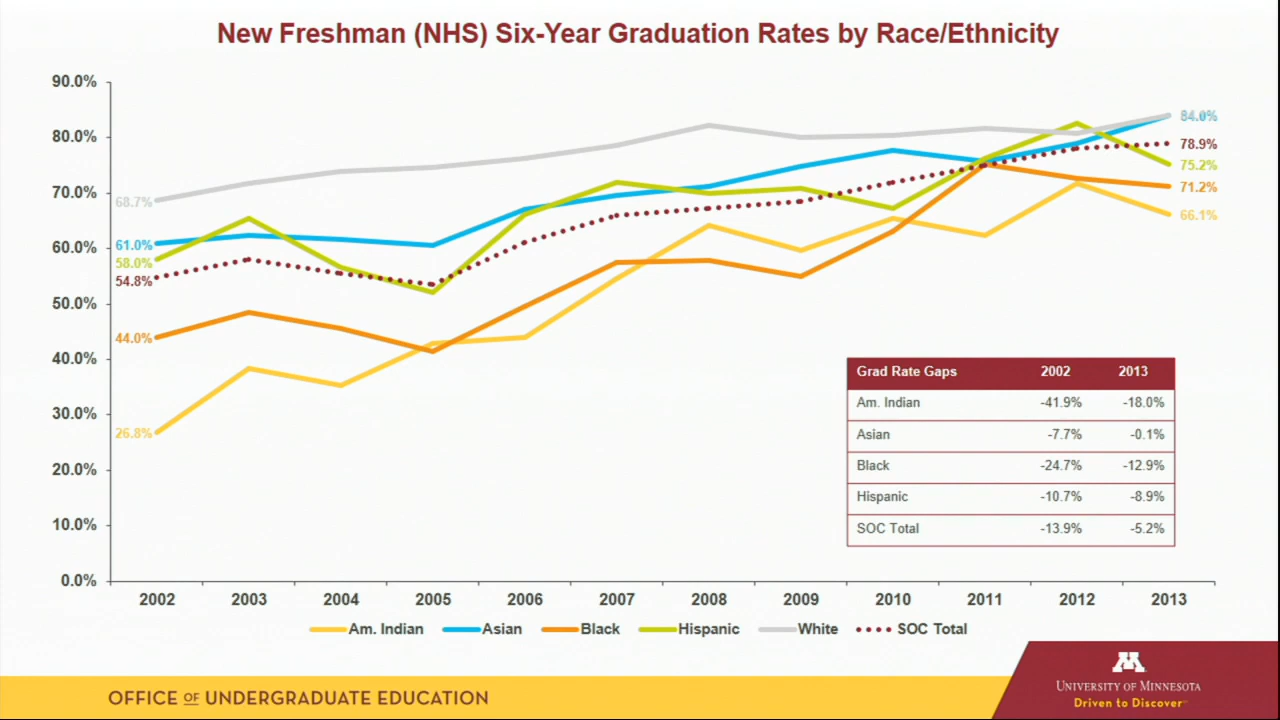 New Freshman (NHS) Six-Year Graduation Rates by Race/Ethnicity
90.0%
80.0%
70.0%
60.0%
50.0%
40.0%
30.0%
20.0%
10.0%
0.0%
68.7%
61.0%
58.0%
54.8%
44.0%
26.8%
84.0%
78.9%
75.2%
71.2%
66.1%
Grad Rate Gaps 2002 2013
Am. Indian -41.9% -18.0%
Asian -7.7% -0.1%
Black -24.7% -12.9%
Hispanic -10.7% -8.9%
SOC Total -13.9% -5.2%
2002 2003 2004 2005 2006 2007 2008 2009 2010 2011 2012 2013
Am. Indian Asian Black Hispanic White SOC Total
OFFICE OF UNDERGRADUATE EDUCATION
M
UNIVERSITY OF MINNESOTA
Driven to Discover